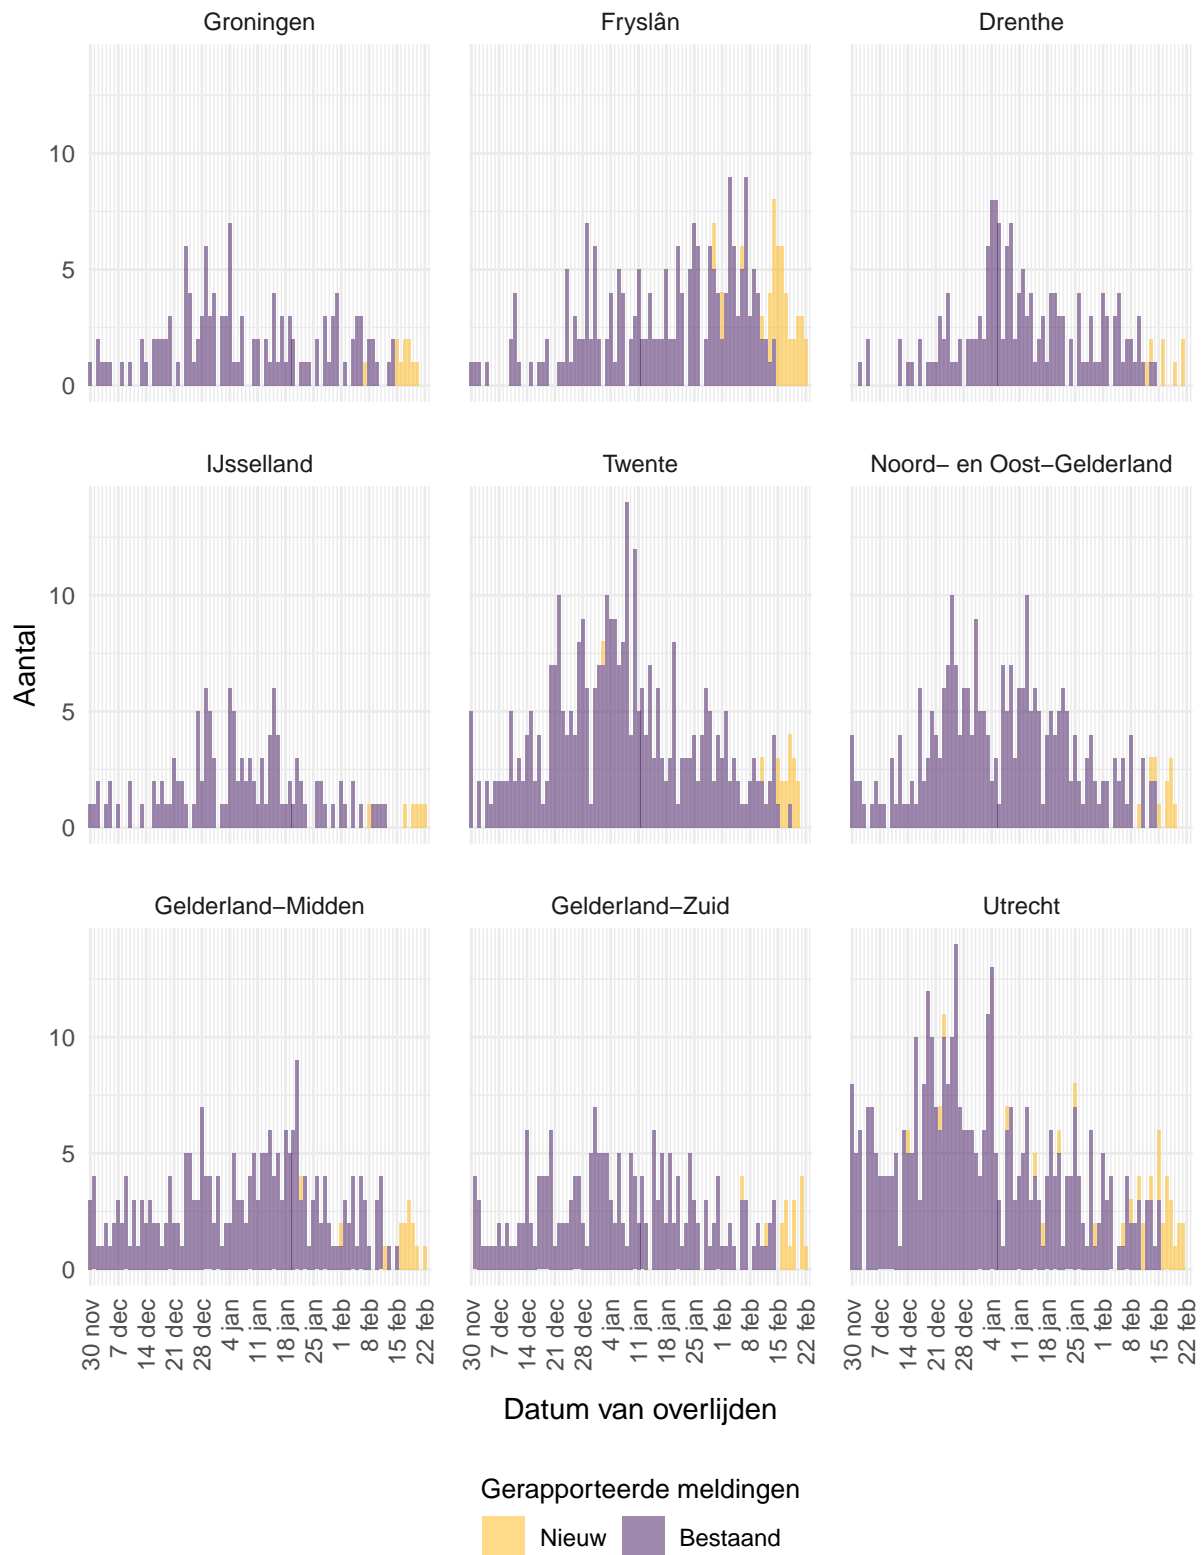 Groningen
Fryslân
Drenthe
10
5
0
IJsselland
Twente
Noord− en Oost−Gelderland
10
5
0
Aantal
Gelderland−Midden
Gelderland−Zuid
Utrecht
10
5
0
30 nov
7 dec
14 dec
21 dec
28 dec
4 jan
11 jan
18 jan
25 jan
1 feb
8 feb
15 feb
22 feb
30 nov
7 dec
14 dec
21 dec
28 dec
4 jan
11 jan
18 jan
25 jan
1 feb
8 feb
15 feb
22 feb
30 nov
7 dec
14 dec
21 dec
28 dec
4 jan
11 jan
18 jan
25 jan
1 feb
8 feb
15 feb
22 feb
Datum van overlijden
Gerapporteerde meldingen
Nieuw
Bestaand